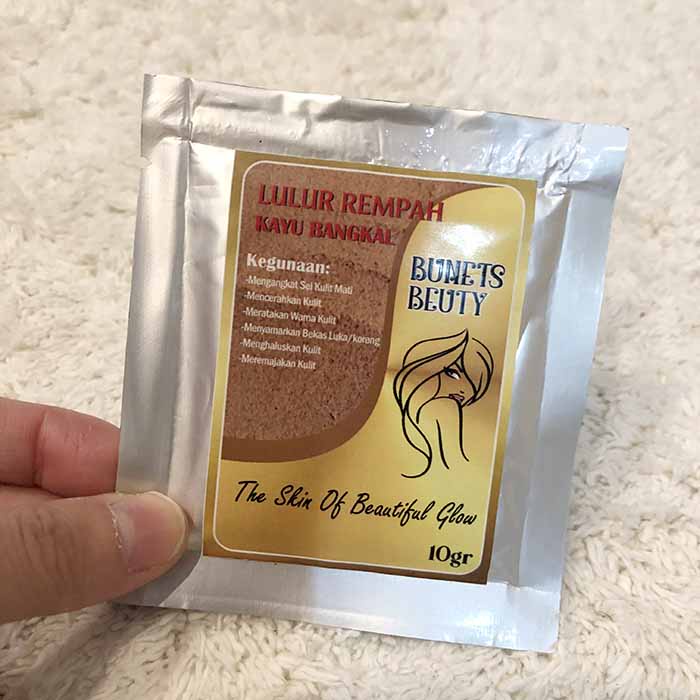 LULUR REMPAH
KAYU BANGKAL
Kegunaan:
-Mengangkat Sel Kulit Mati
-Mencerahkan Kulit
-Meratakan Warna Kulit
-Menyamarkan Bekas Luka/koreng
-Menghaluskan Kulit
-Meremajakan Kulit
BUNETS
BEUTY
The Skin Of Beautiful Glow
10gr